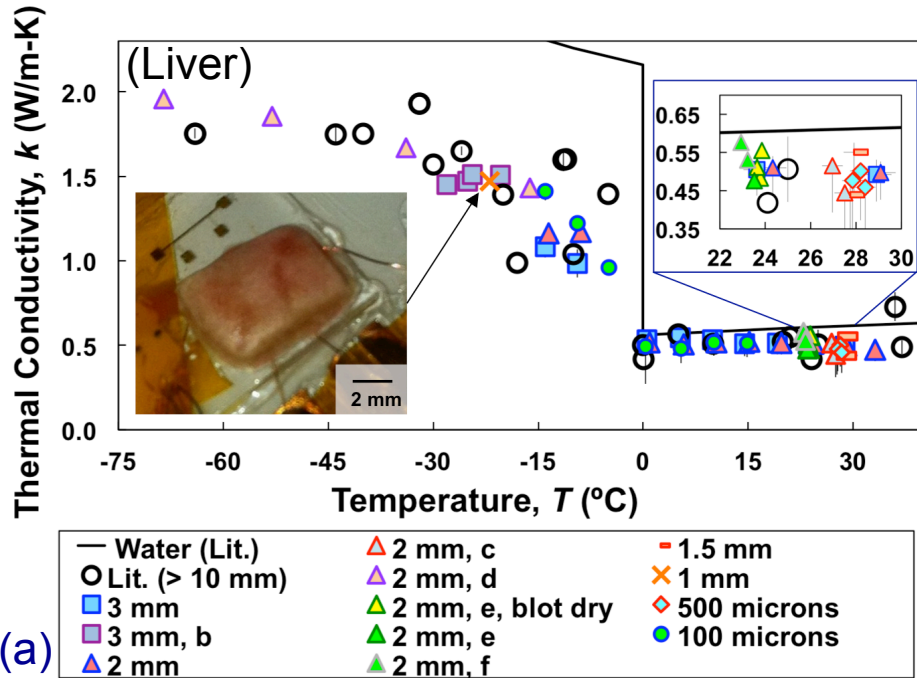 (Liver)
Thermal Conductivity, k (W/m-K)
2.0
1.5
1.0
0.5
0.0
-75
-60
-45
-30
-15
0
15
30
Temperature, T (ºC)
0.65
0.55
0.45
0.35
22
24
26
28
30
2 mm
Water (Lit.)
Lit. (> 10 mm)
3 mm
3 mm, b
2 mm
2 mm, c
2 mm, d
2 mm, e, blot dry
2 mm, e
2 mm, f
1.5 mm
1 mm
500 microns
100 microns
(a)